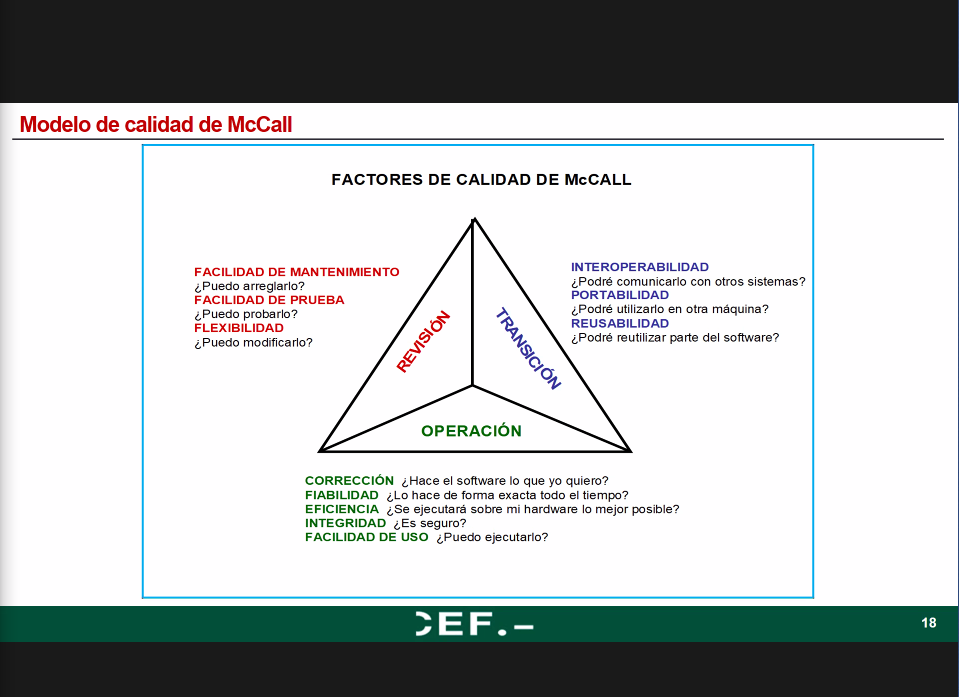 Modelo de calidad de McCall
FACTORES DE CALIDAD DE McCALL
FACILIDAD DE MANTENIMIENTO
¿Puedo arreglarlo?
FACILIDAD DE PRUEBA
¿Puedo probarlo?
FLEXIBILIDAD
¿Puedo modificarlo?
REVISIÓN
TRANSICIÓN
INTEROPERABILIDAD
¿Podré comunicarlo con otros sistemas?
PORTABILIDAD
¿Podré utilizarlo en otra máquina?
REUSABILIDAD
¿Podré reutilizar parte del software?
OPERACIÓN
CORRECCIÓN ¿Hace el software lo que yo quiero?
FIABILIDAD ¿Lo hace de forma exacta todo el tiempo?
EFICIENCIA ¿Se ejecutará sobre mi hardware lo mejor posible?
INTEGRIDAD ¿Es seguro?
FACILIDAD DE USO ¿Puedo ejecutarlo?
CEF.–
18